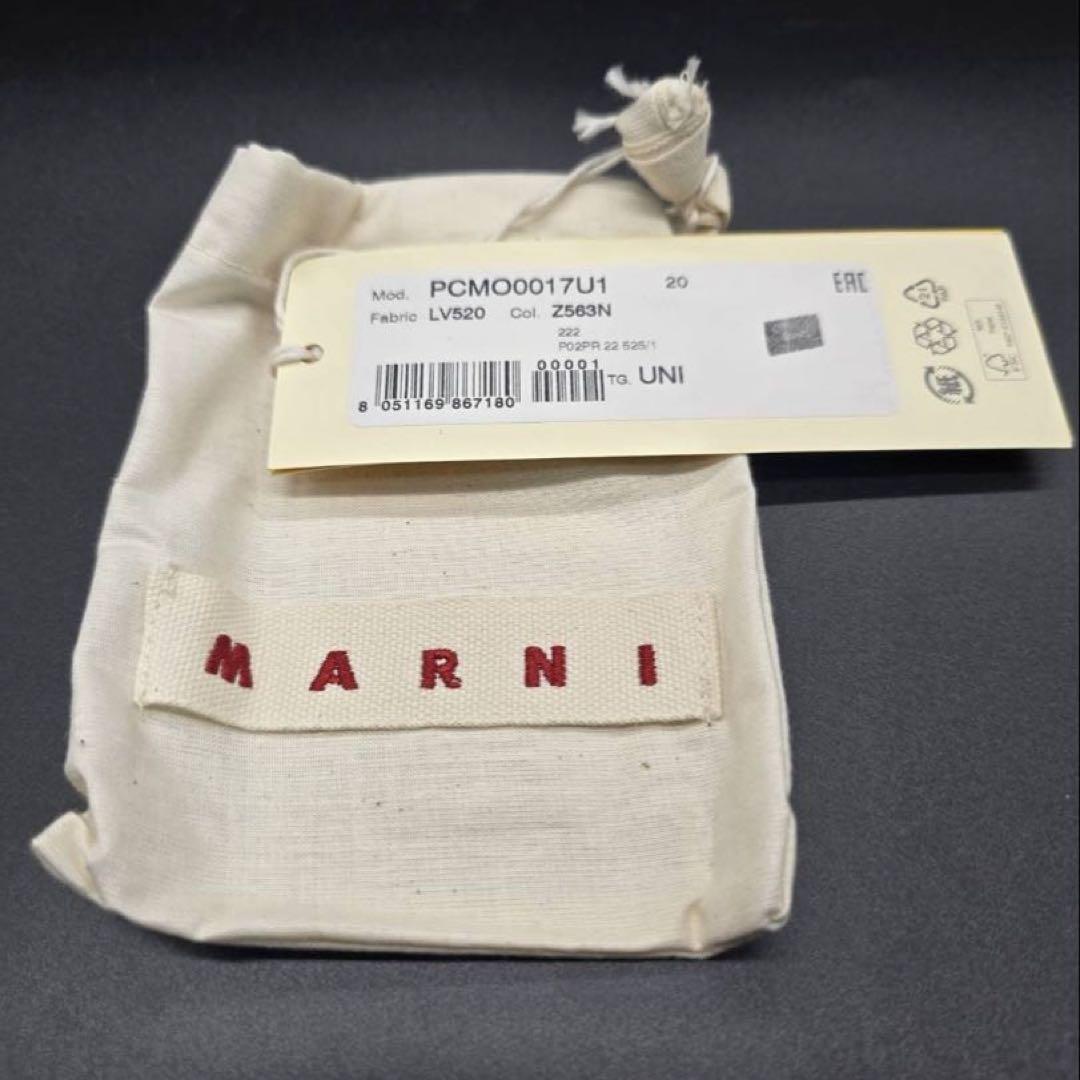 Mod. PCMO0017U1 20
EAC
Fabric LV520 Col. Z563N
222
P02PR 22 525/1
00001
8 051169 867180
TG. UNI
MARNI